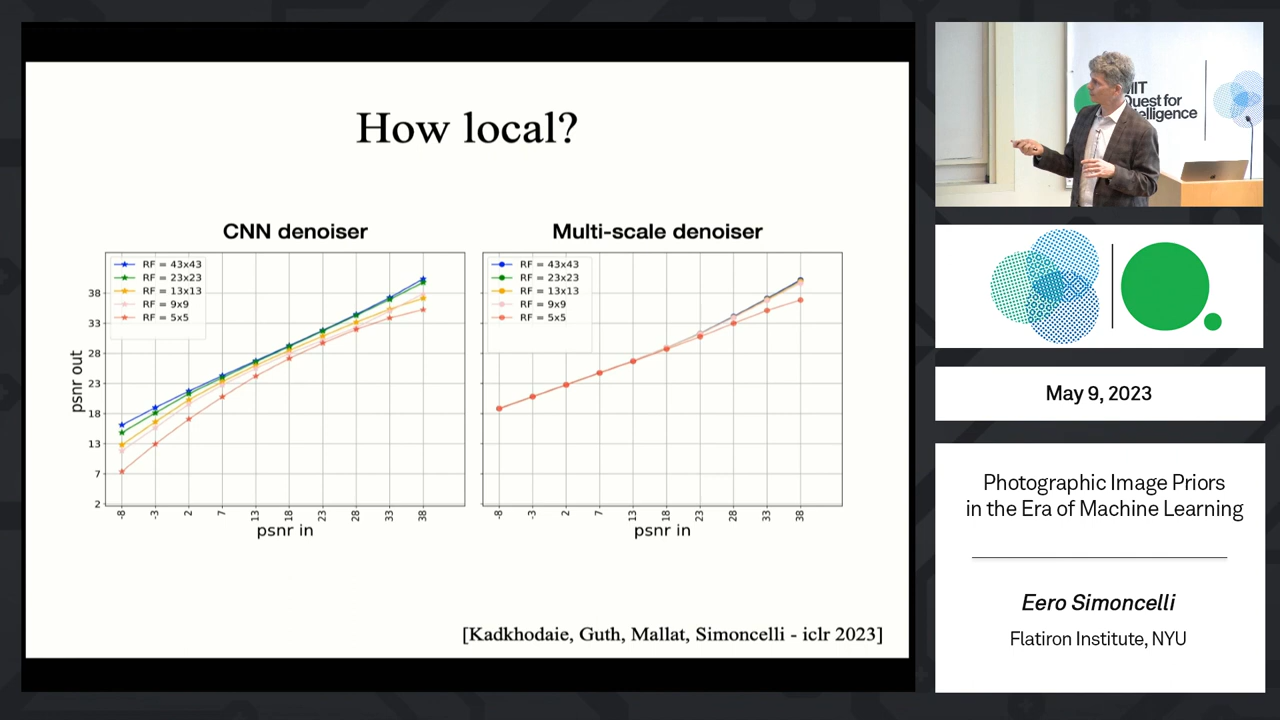 How local?
CNN denoiser
RF = 43x43
RF = 23x23
RF = 13x13
RF = 9x9
RF = 5x5
psnr out
38
33
28
23
18
13
7
2
-8
-3
2
7
13
18
23
28
33
38
psnr in
Multi-scale denoiser
RF = 43x43
RF = 23x23
RF = 13x13
RF = 9x9
RF = 5x5
-8
-3
2
7
13
18
23
28
33
38
psnr in
[Kadkhodaie, Guth, Mallat, Simoncelli - iclr 2023]
MIT
Quest for
Intelligence
May 9, 2023
Photographic Image Priors
in the Era of Machine Learning
Eero Simoncelli
Flatiron Institute, NYU